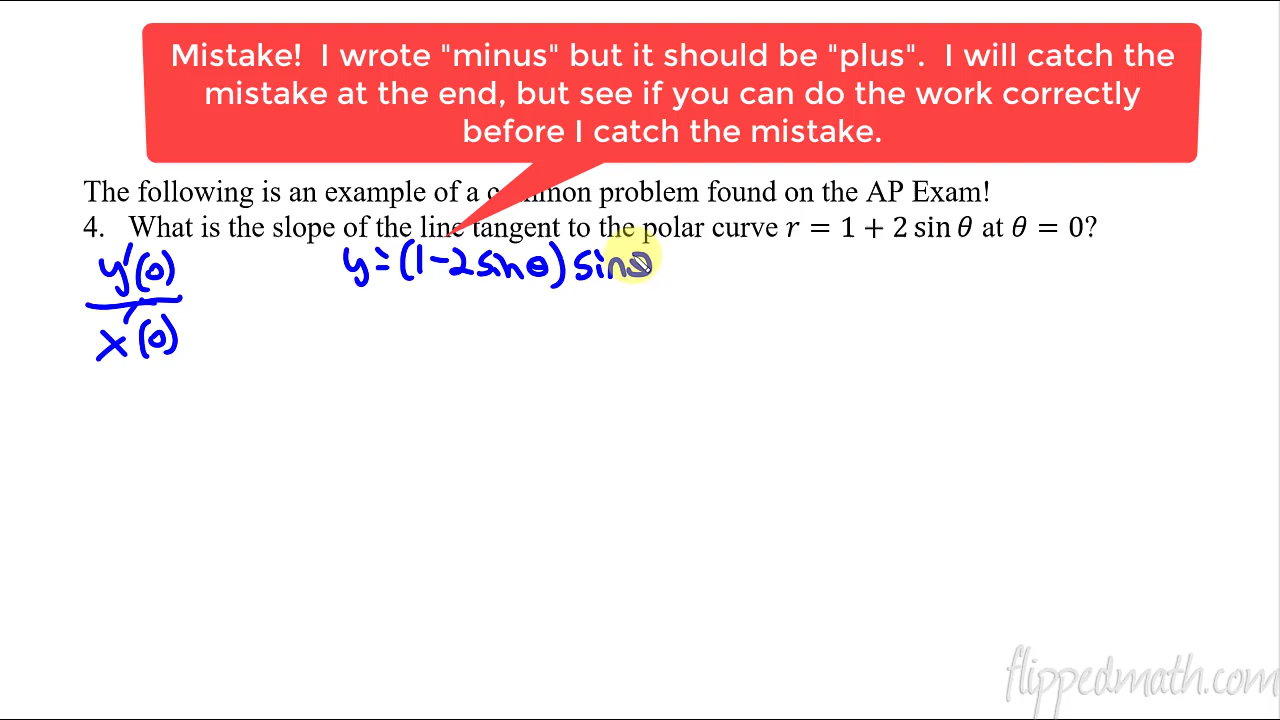 Mistake! I wrote "minus" but it should be "plus". I will catch the
mistake at the end, but see if you can do the work correctly
before I catch the mistake.
The following is an example of a common problem found on the AP Exam!
4. What is the slope of the line tangent to the polar curve r = 1 + 2 sin θ at θ = 0?
y'(0)
x'(0)
y = (1-2sinθ) sinθ
flippedmath.com